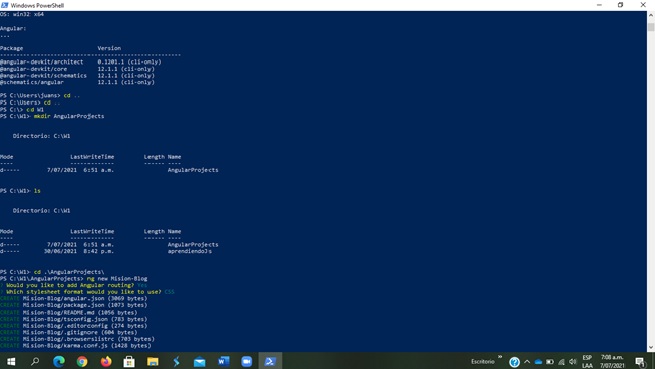 Windows PowerShell
OS: win32 x64
Angular:
...
Package Version
@angular-devkit/architect 0.1201.1 (cli-only)
@angular-devkit/core 12.1.1 (cli-only)
@angular-devkit/schematics 12.1.1 (cli-only)
@schematics/angular 12.1.1 (cli-only)
PS C:\Users\juans> cd ..
PS C:\Users> cd ..
PS C:\> cd W1
PS C:\W1> mkdir AngularProjects
Directorio: C:\W1
Mode LastWriteTime Length Name
---- ------------- ------ ----
d----- 7/07/2021 6:51 a.m. AngularProjects
PS C:\W1> ls
Directorio: C:\W1
Mode LastWriteTime Length Name
---- ------------- ------ ----
d----- 7/07/2021 6:51 a.m. AngularProjects
d----- 30/06/2021 8:42 p.m. aprendiendoJs
PS C:\W1> cd .\AngularProjects\
PS C:\W1\AngularProjects> ng new Mision-Blog
? Would you like to add Angular routing? Yes
? Which stylesheet format would you like to use? CSS
CREATE Mision-Blog/angular.json (3069 bytes)
CREATE Mision-Blog/package.json (1073 bytes)
CREATE Mision-Blog/README.md (1056 bytes)
CREATE Mision-Blog/tsconfig.json (783 bytes)
CREATE Mision-Blog/.editorconfig (274 bytes)
CREATE Mision-Blog/.gitignore (604 bytes)
CREATE Mision-Blog/.browserslistrc (703 bytes)
CREATE Mision-Blog/karma.conf.js (1428 bytes)
Escritorio
ESP
LAA
7:08 a.m.
7/07/2021